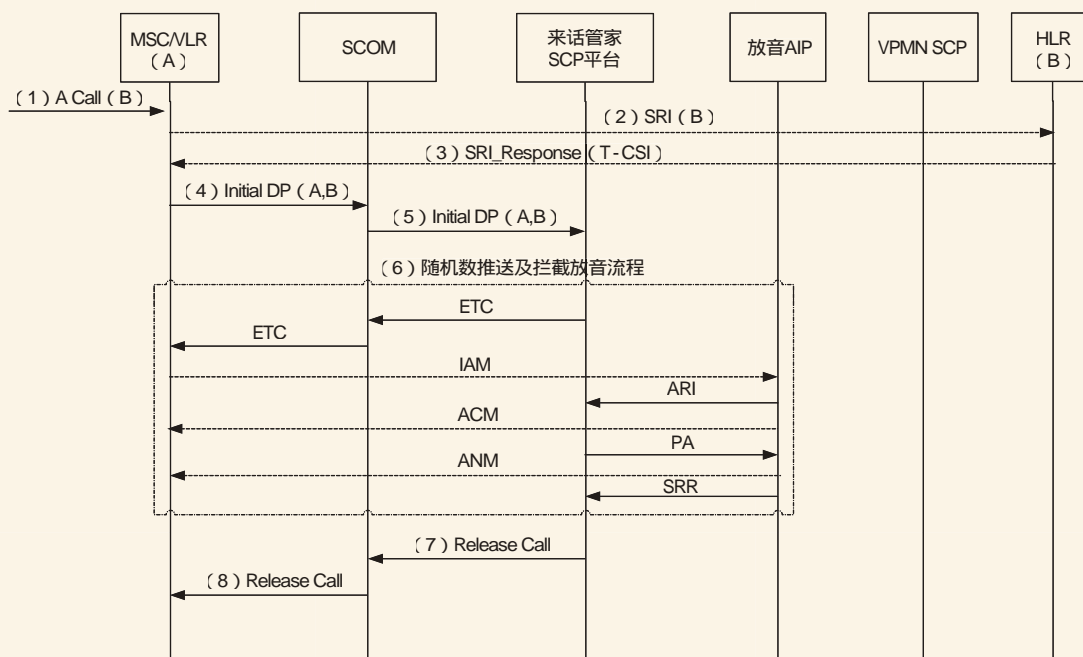 MSC/VLR
（A）
SCOM
来话管家
SCP平台
放音AIP
VPMN SCP
HLR
（B）
（1）A Call（B）
（2）SRI（B）
（3）SRI_Response（T-CSI）
（4）Initial DP（A,B）
（5）Initial DP（A,B）
（6）随机数推送及拦截放音流程
ETC
ETC
IAM
ARI
ACM
PA
ANM
SRR
（7）Release Call
（8）Release Call